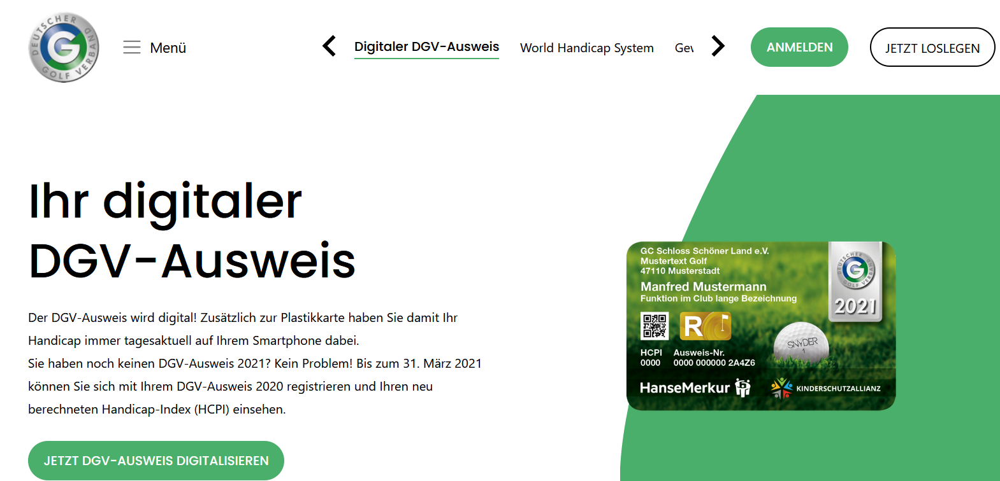 DEUTSCHER GOLF VERBAND
Menü
Digitaler DGV-Ausweis
World Handicap System
ANMELDEN
JETZT LOSLEGEN
Ihr digitaler
DGV-Ausweis
Der DGV-Ausweis wird digital! Zusätzlich zur Plastikkarte haben Sie damit Ihr
Handicap immer tagesaktuell auf Ihrem Smartphone dabei.
Sie haben noch keinen DGV-Ausweis 2021? Kein Problem! Bis zum 31. März 2021
können Sie sich mit Ihrem DGV-Ausweis 2020 registrieren und Ihren neu
berechneten Handicap-Index (HCPI) einsehen.
JETZT DGV-AUSWEIS DIGITALISIEREN
GC Schloss Schöner Land e.V.
Mustertext Golf
47110 Musterstadt
Manfred Mustermann
Funktion im Club lange Bezeichnung
DEUTSCHER GOLF VERBAND
2021
R
SNYDER
1
HCPI Ausweis-Nr.
0000 0000 000000 2A4Z6
HanseMerkur
KINDERSCHUTZALLIANZ